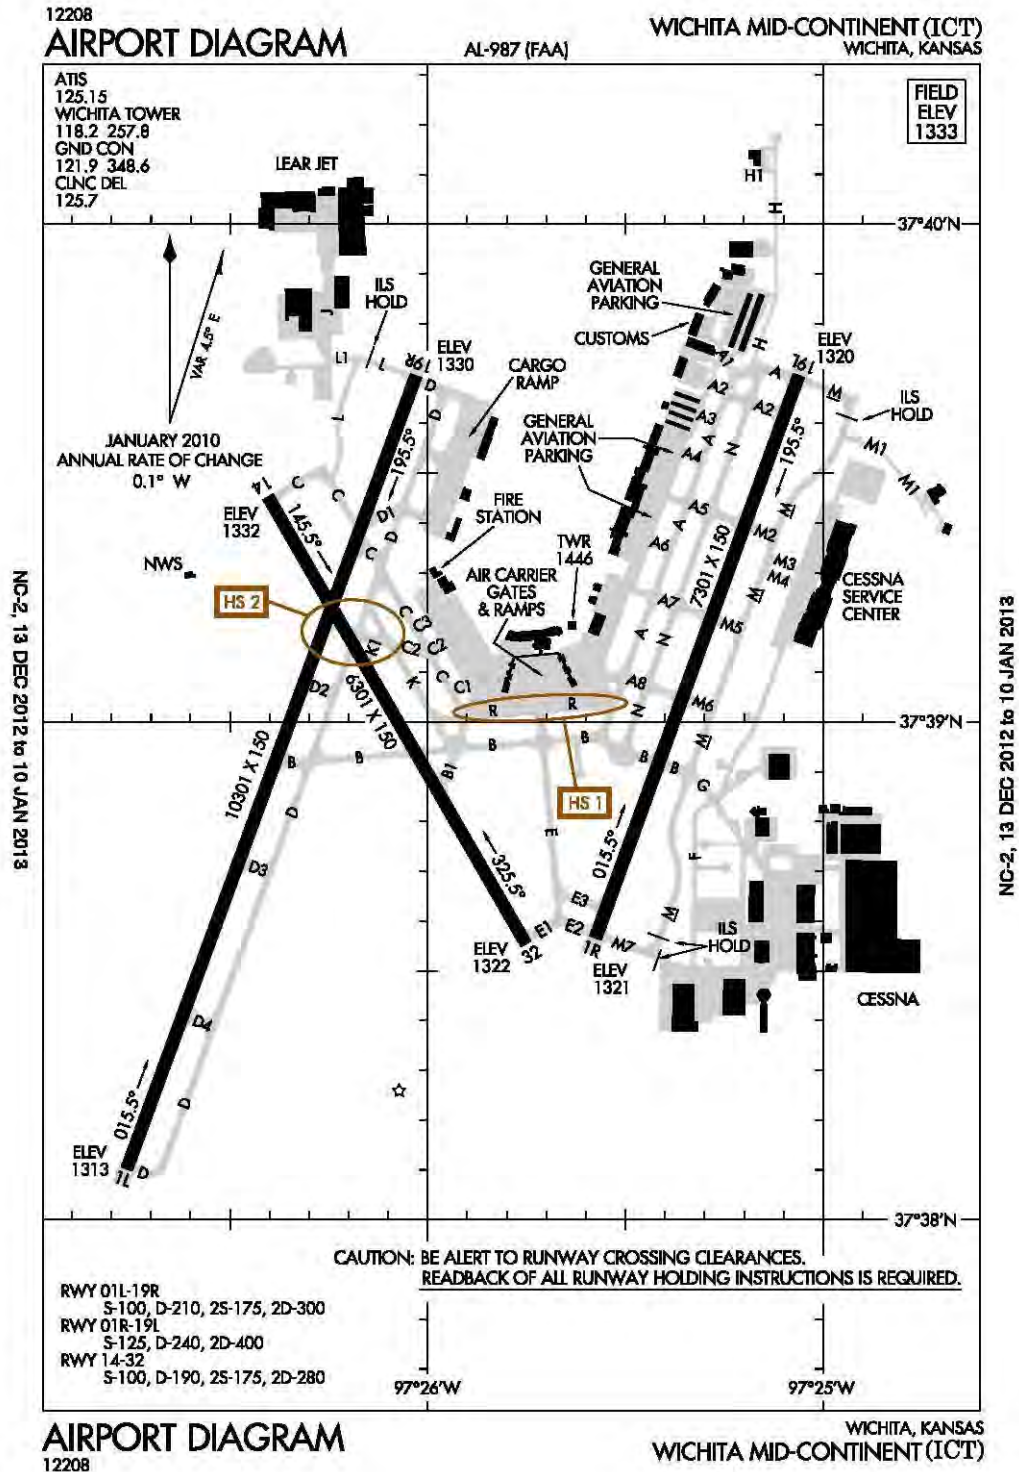 12208
AIRPORT DIAGRAM
AL-987 (FAA)
WICHITA MID-CONTINENT (ICT)
WICHITA, KANSAS
ATIS
125.15
WICHITA TOWER
118.2 257.8
GND CON
121.9 348.6
CLNC DEL
125.7
FIELD
ELEV
1333
LEAR JET
H1
H
37°40'N
VAR 4.5° E
JANUARY 2010
ANNUAL RATE OF CHANGE
0.1° W
J
ILS
HOLD
L1
L
L
19R
ELEV
1330
D
D
CARGO
RAMP
GENERAL
AVIATION
PARKING
CUSTOMS
A1
H
ELEV
1320
19L
A
M
ILS
HOLD
A2
A2
A3
A
A4
N
M1
M1
GENERAL
AVIATION
PARKING
195.5°
195.5°
14
ELEV
1332
C
C
145.5°
D1
D
C
FIRE
STATION
TWR
1446
AIR CARRIER
GATES
& RAMPS
A5
A
A6
A7
A
N
7301 X 150
M
M2
M3
M4
M
M5
CESSNA
SERVICE
CENTER
NWS
HS 2
C
C3
C2
C2
K1
K
C
C1
D2
6301 X 150
R
R
A8
N
M6
M
37°39'N
10301 X 150
B
B
B1
B
B
B
B
G
HS 1
D
D3
E
015.5°
F
325.5°
E3
E1
E2
M
ELEV
1322
32
1R
M7
ILS
HOLD
ELEV
1321
CESSNA
D4
D
015.5°
ELEV
1313
1L
D
37°38'N
CAUTION: BE ALERT TO RUNWAY CROSSING CLEARANCES.
READBACK OF ALL RUNWAY HOLDING INSTRUCTIONS IS REQUIRED.
RWY 01L-19R
S-100, D-210, 2S-175, 2D-300
RWY 01R-19L
S-125, D-240, 2D-400
RWY 14-32
S-100, D-190, 2S-175, 2D-280
97°26'W
97°25'W
NC-2, 13 DEC 2012 to 10 JAN 2013
NC-2, 13 DEC 2012 to 10 JAN 2013
AIRPORT DIAGRAM
12208
WICHITA, KANSAS
WICHITA MID-CONTINENT (ICT)